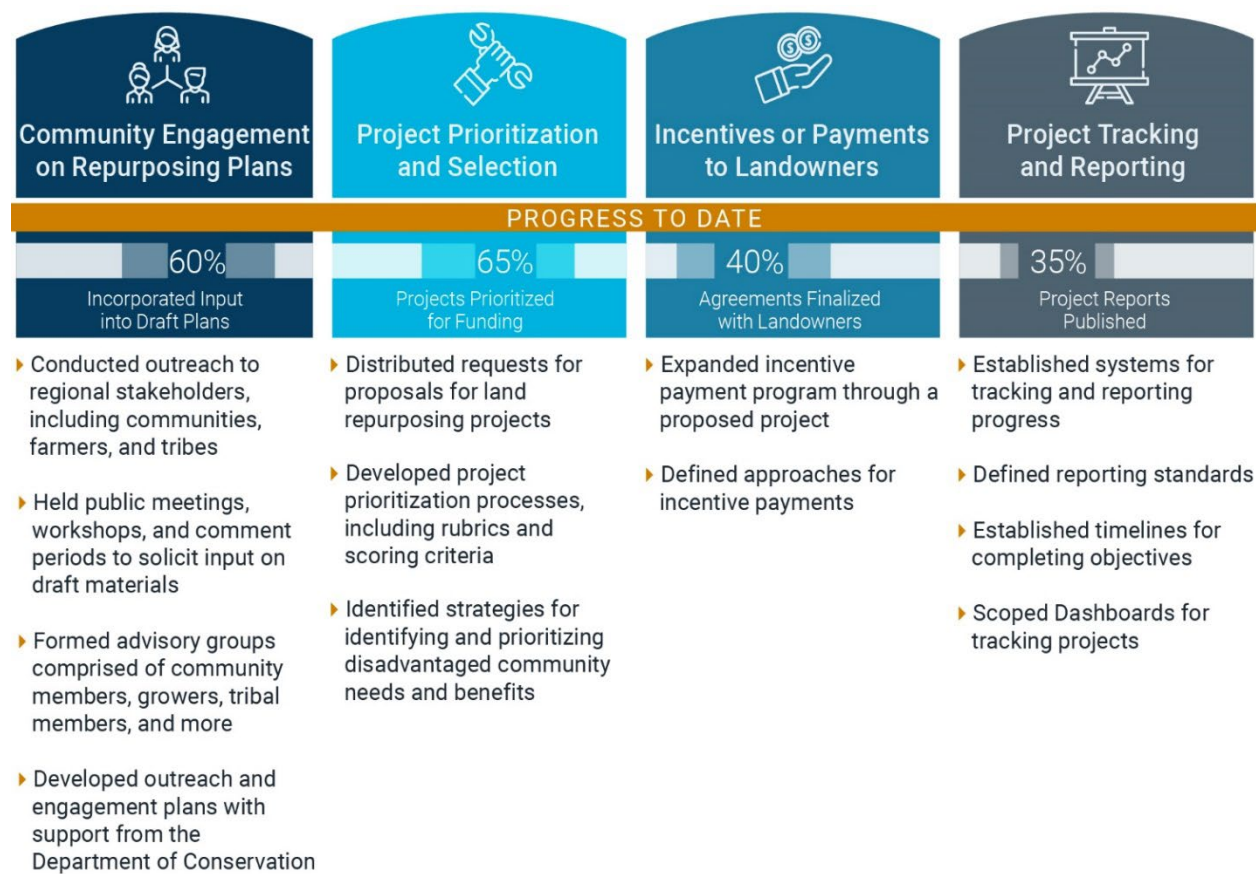 Community Engagement
on Repurposing Plans
Project Prioritization
and Selection
Incentives or Payments
to Landowners
Project Tracking
and Reporting
PROGRESS TO DATE
60%
Incorporated Input
into Draft Plans
65%
Projects Prioritized
for Funding
40%
Agreements Finalized
with Landowners
35%
Project Reports
Published
Conducted outreach to
regional stakeholders,
including communities,
farmers, and tribes
Held public meetings,
workshops, and comment
periods to solicit input on
draft materials
Formed advisory groups
comprised of community
members, growers, tribal
members, and more
Developed outreach and
engagement plans with
support from the
Department of Conservation
Distributed requests for
proposals for land
repurposing projects
Developed project
prioritization processes,
including rubrics and
scoring criteria
Identified strategies for
identifying and prioritizing
disadvantaged community
needs and benefits
Expanded incentive
payment program through a
proposed project
Defined approaches for
incentive payments
Established systems for
tracking and reporting
progress
Defined reporting standards
Established timelines for
completing objectives
Scoped Dashboards for
tracking projects